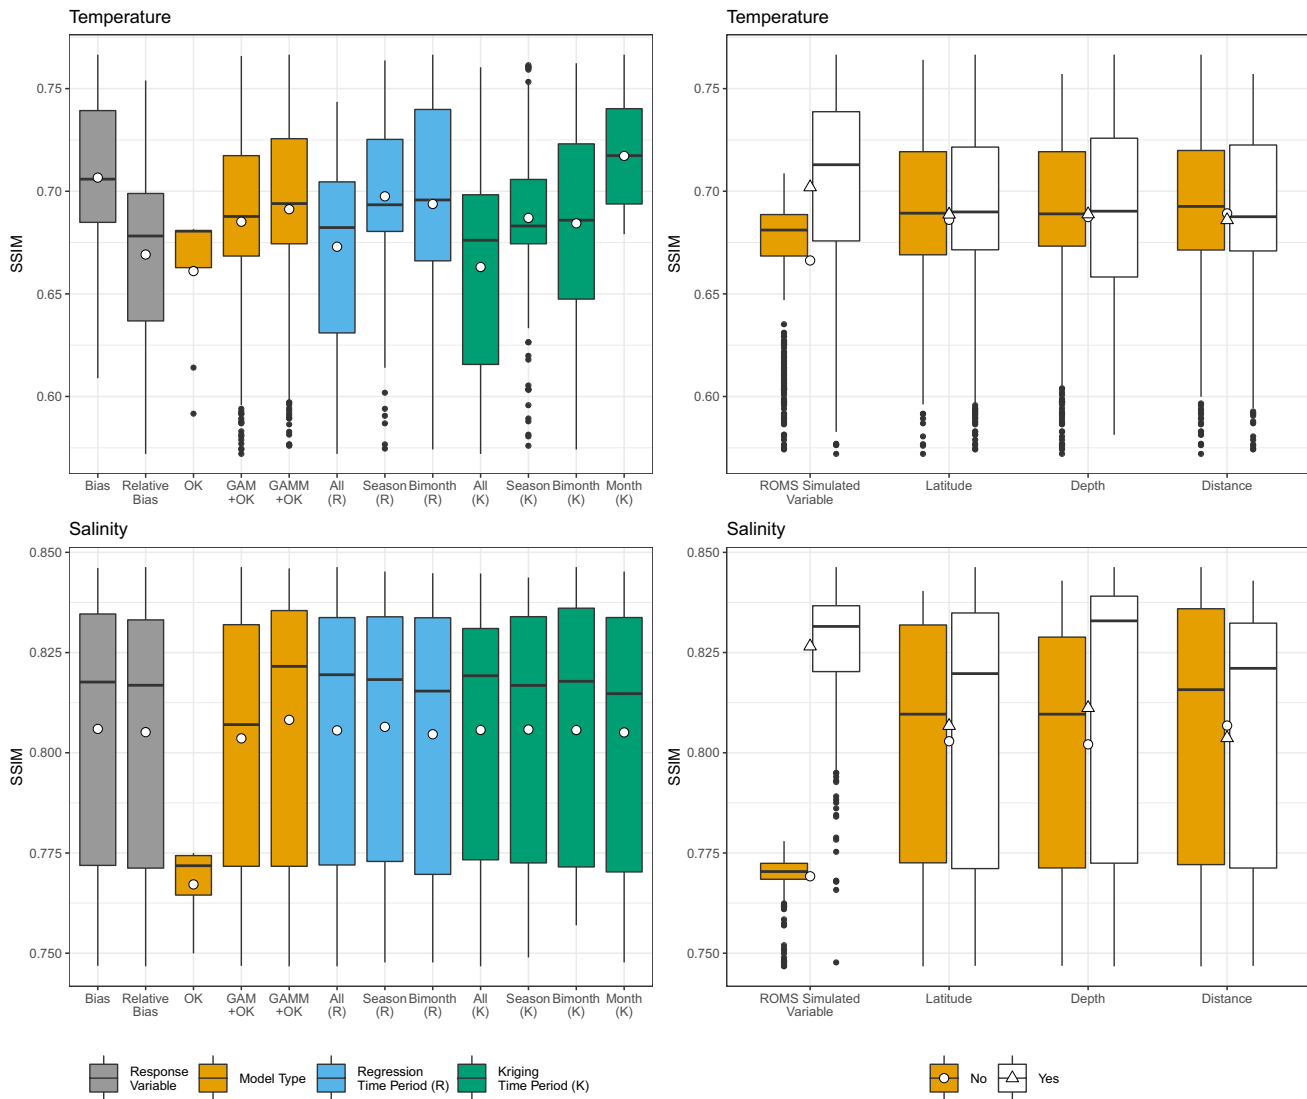 Temperature
SSIM
0.75
0.70
0.65
0.60
Bias
Relative
Bias
OK
GAM
+OK
GAMM
+OK
All
(R)
Season
(R)
Bimonth
(R)
All
(K)
Season
(K)
Bimonth
(K)
Month
(K)
Temperature
SSIM
0.75
0.70
0.65
0.60
ROMS Simulated
Variable
Latitude
Depth
Distance
Salinity
SSIM
0.850
0.825
0.800
0.775
0.750
Bias
Relative
Bias
OK
GAM
+OK
GAMM
+OK
All
(R)
Season
(R)
Bimonth
(R)
All
(K)
Season
(K)
Bimonth
(K)
Month
(K)
SSIM
0.850
0.825
0.800
0.775
0.750
ROMS Simulated
Variable
Latitude
Depth
Distance
Response
Variable
Model Type
Regression
Time Period (R)
Kriging
Time Period (K)
No
Yes